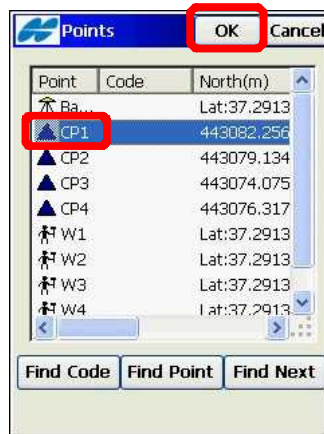 Points OK Cancel
Point Code North(m)
Ba... Lat:37.2913
CP1 443082.256
CP2 443079.134
CP3 443074.075
CP4 443076.317
W1 Lat:37.2913
W2 Lat:37.2913
W3 Lat:37.2913
W4 Lat:37.2913
Find Code Find Point Find Next